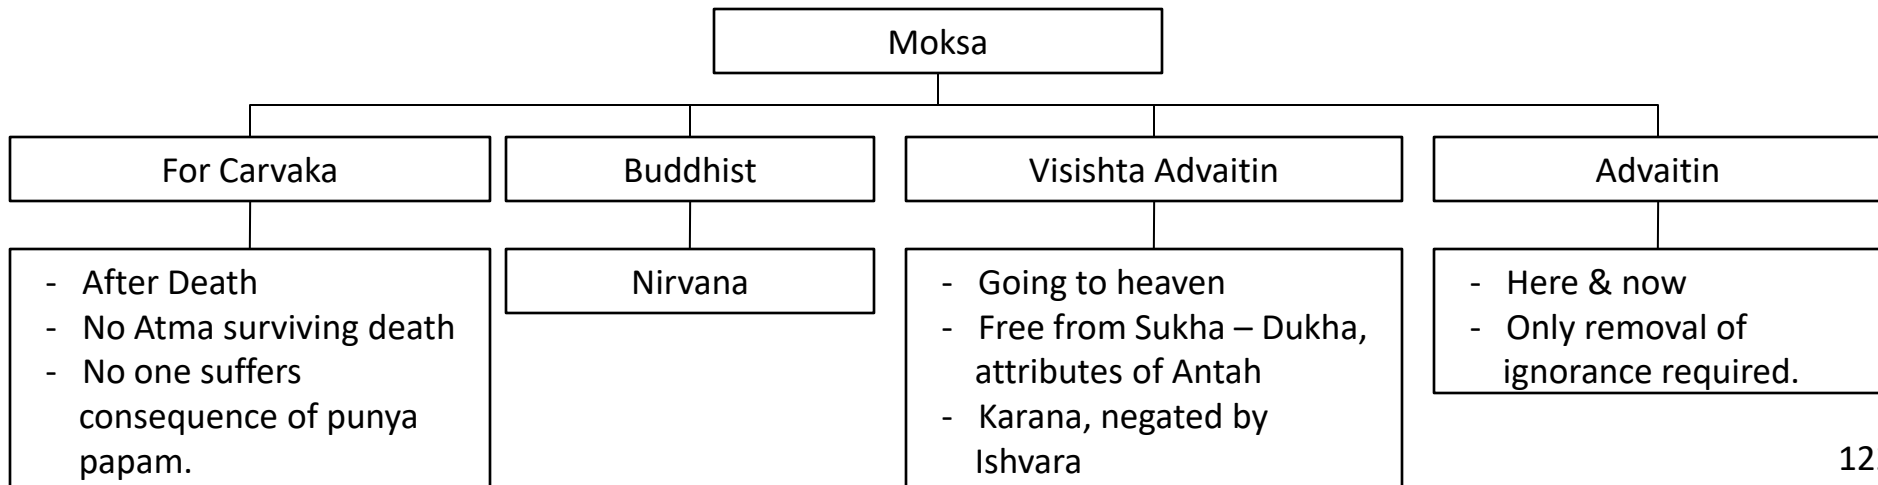 Moksa
For Carvaka
Buddhist
Visishta Advaitin
Advaitin
- After Death
- No Atma surviving death
- No one suffers
consequence of punya
papam.
Nirvana
- Going to heaven
- Free from Sukha – Dukha,
attributes of Antah
- Karana, negated by
Ishvara
- Here & now
- Only removal of
ignorance required.